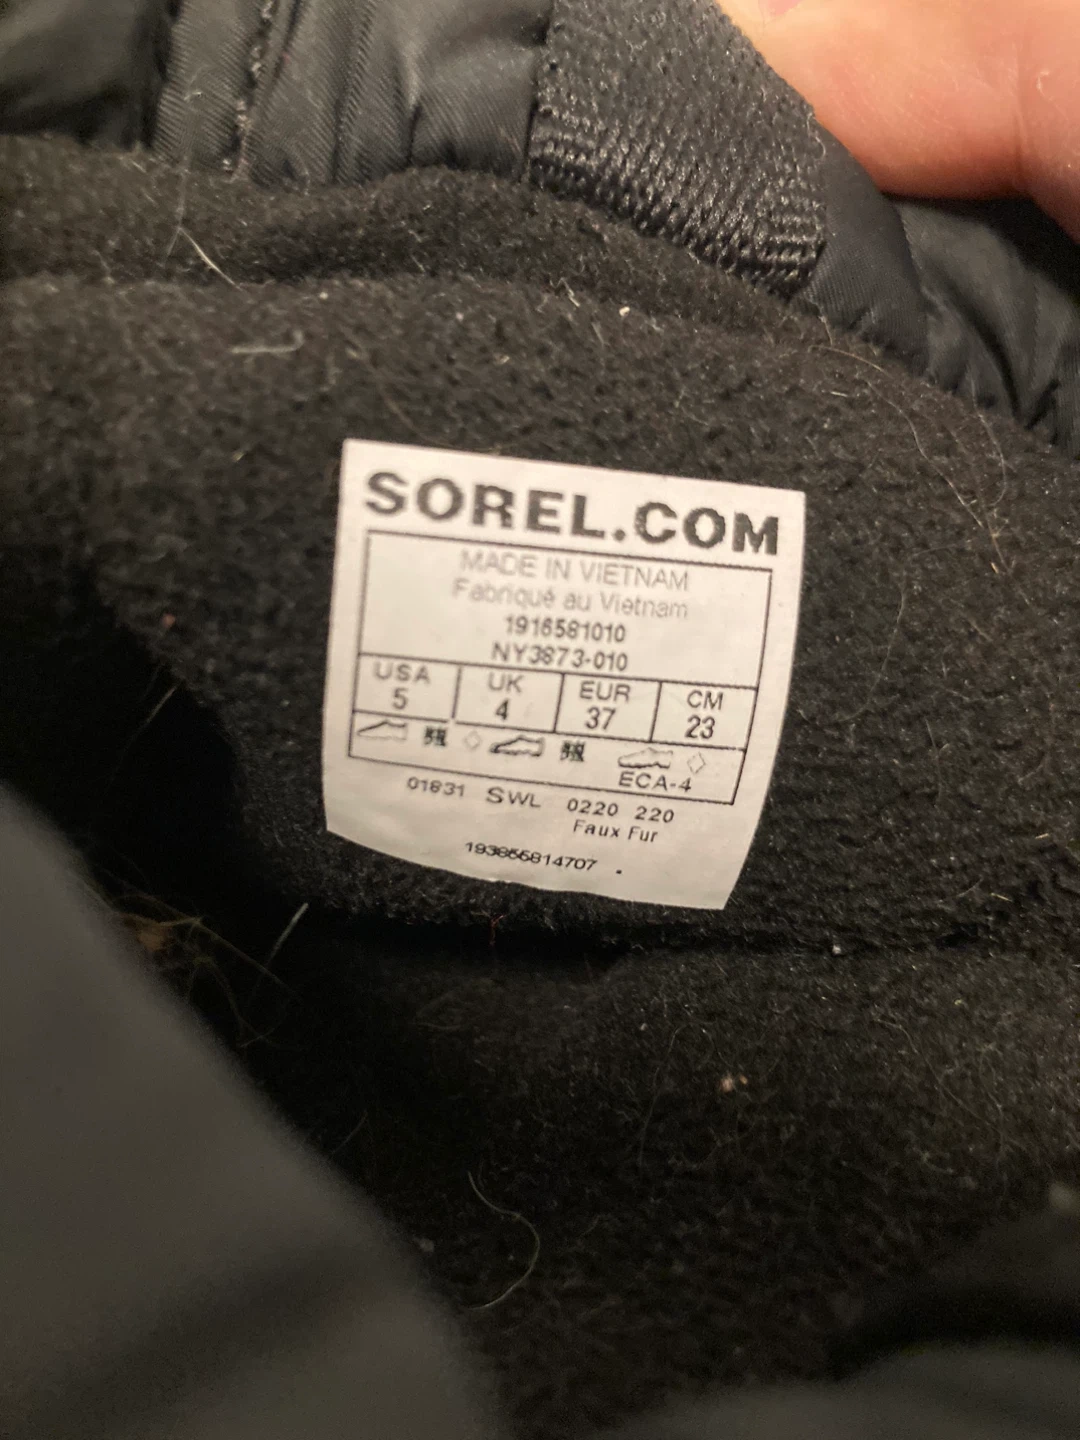 SOREL.COM
MADE IN VIETNAM
Fabriqué au Vietnam
1916581010
NY3873-010
USA UK EUR CM
5 4 37 23
ECA-4
01831 SWL 0220 220
Faux Fur
193855814707